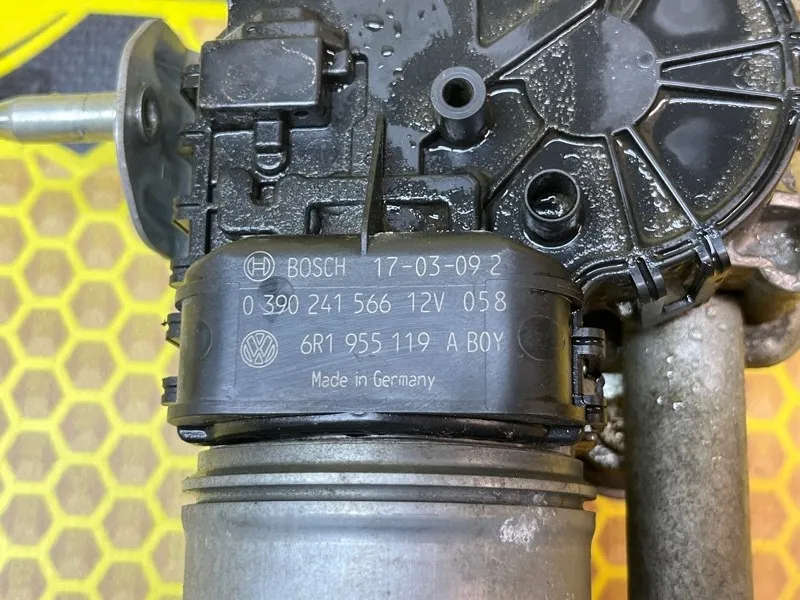 BOSCH 17-03-09 2
0 390 241 566 12V 058
6R1 955 119 A BOY
Made in Germany